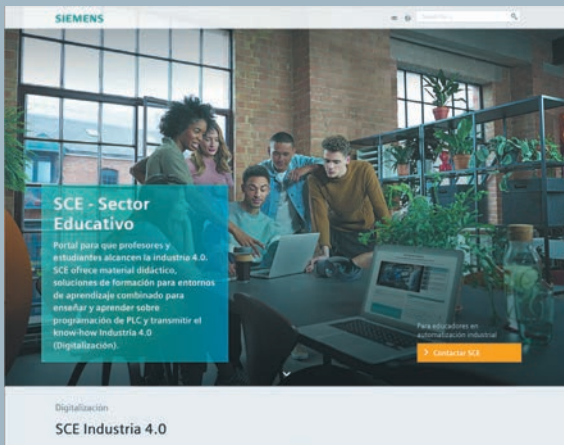 SIEMENS
SCE - Sector
Educativo
Portal para que profesores y
estudiantes alcancen la industria 4.0.
SCE ofrece material didáctico,
soluciones de formación para entornos
de aprendizaje combinado para
enseñar y aprender sobre
programación de PLC y transmitir el
know-how Industria 4.0
(Digitalización).
Para educadores en
automatización industrial
Contactar SCE
Digitalización
SCE Industria 4.0